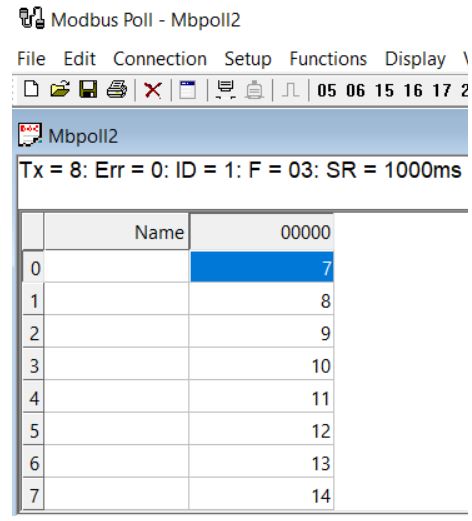 Modbus Poll - Mbpoll2
File Edit Connection Setup Functions Display
05 06 15 16 17
Mbpoll2
Tx = 8: Err = 0: ID = 1: F = 03: SR = 1000ms
Name 00000
0 7
1 8
2 9
3 10
4 11
5 12
6 13
7 14